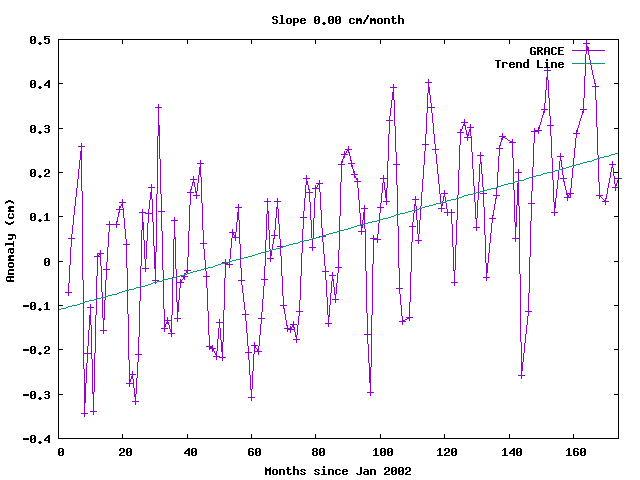 Slope 0.00 cm/month
GRACE
Trend Line
0.5
0.4
0.3
0.2
0.1
0
-0.1
-0.2
-0.3
-0.4
Anomaly (cm)
0 20 40 60 80 100 120 140 160
Months since Jan 2002